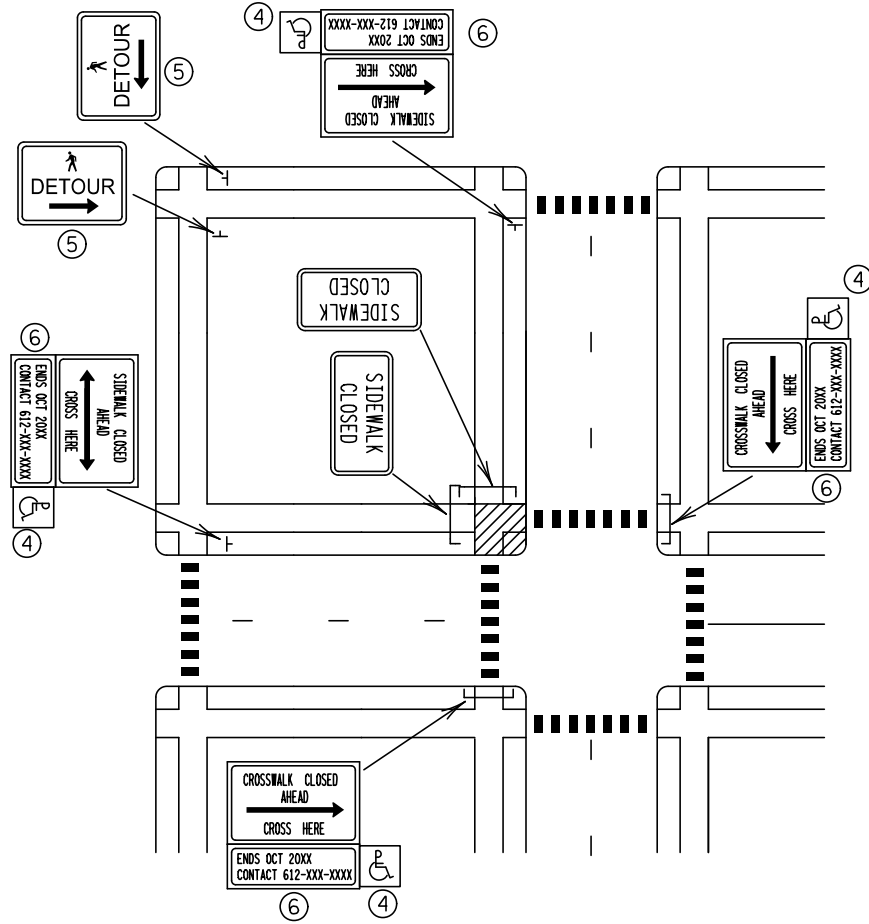 4
CONTACT 612-XXX-XXXX
ENDS OCT 20XX
6
CROSS HERE
AHEAD
SIDEWALK CLOSED
DETOUR
5
DETOUR
5
SIDEWALK
CLOSED
SIDEWALK
CLOSED
6
SIDEWALK CLOSED
AHEAD
CROSS HERE
ENDS OCT 20XX
CONTACT 612-XXX-XXXX
4
4
CROSSWALK CLOSED
AHEAD
CROSS HERE
ENDS OCT 20XX
CONTACT 612-XXX-XXXX
6
CROSSWALK CLOSED
AHEAD
CROSS HERE
ENDS OCT 20XX
CONTACT 612-XXX-XXXX
P
P
P
P
6
4